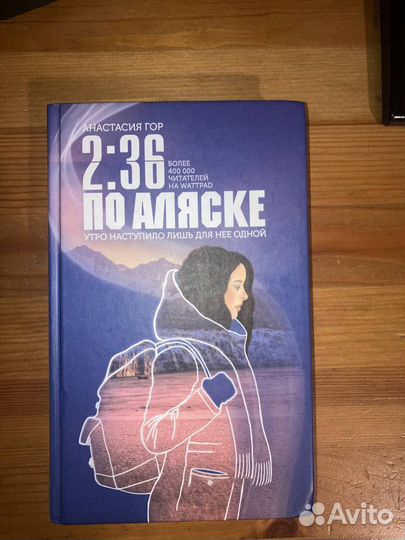 АНАСТАСИЯ ГОР
2:36
БОЛЕЕ
400 000
ЧИТАТЕЛЕЙ
НА WATTPAD
ПО АЛЯСКЕ
УТРО НАСТУПИЛО ЛИШЬ ДЛЯ НЕЕ ОДНОЙ
Avito